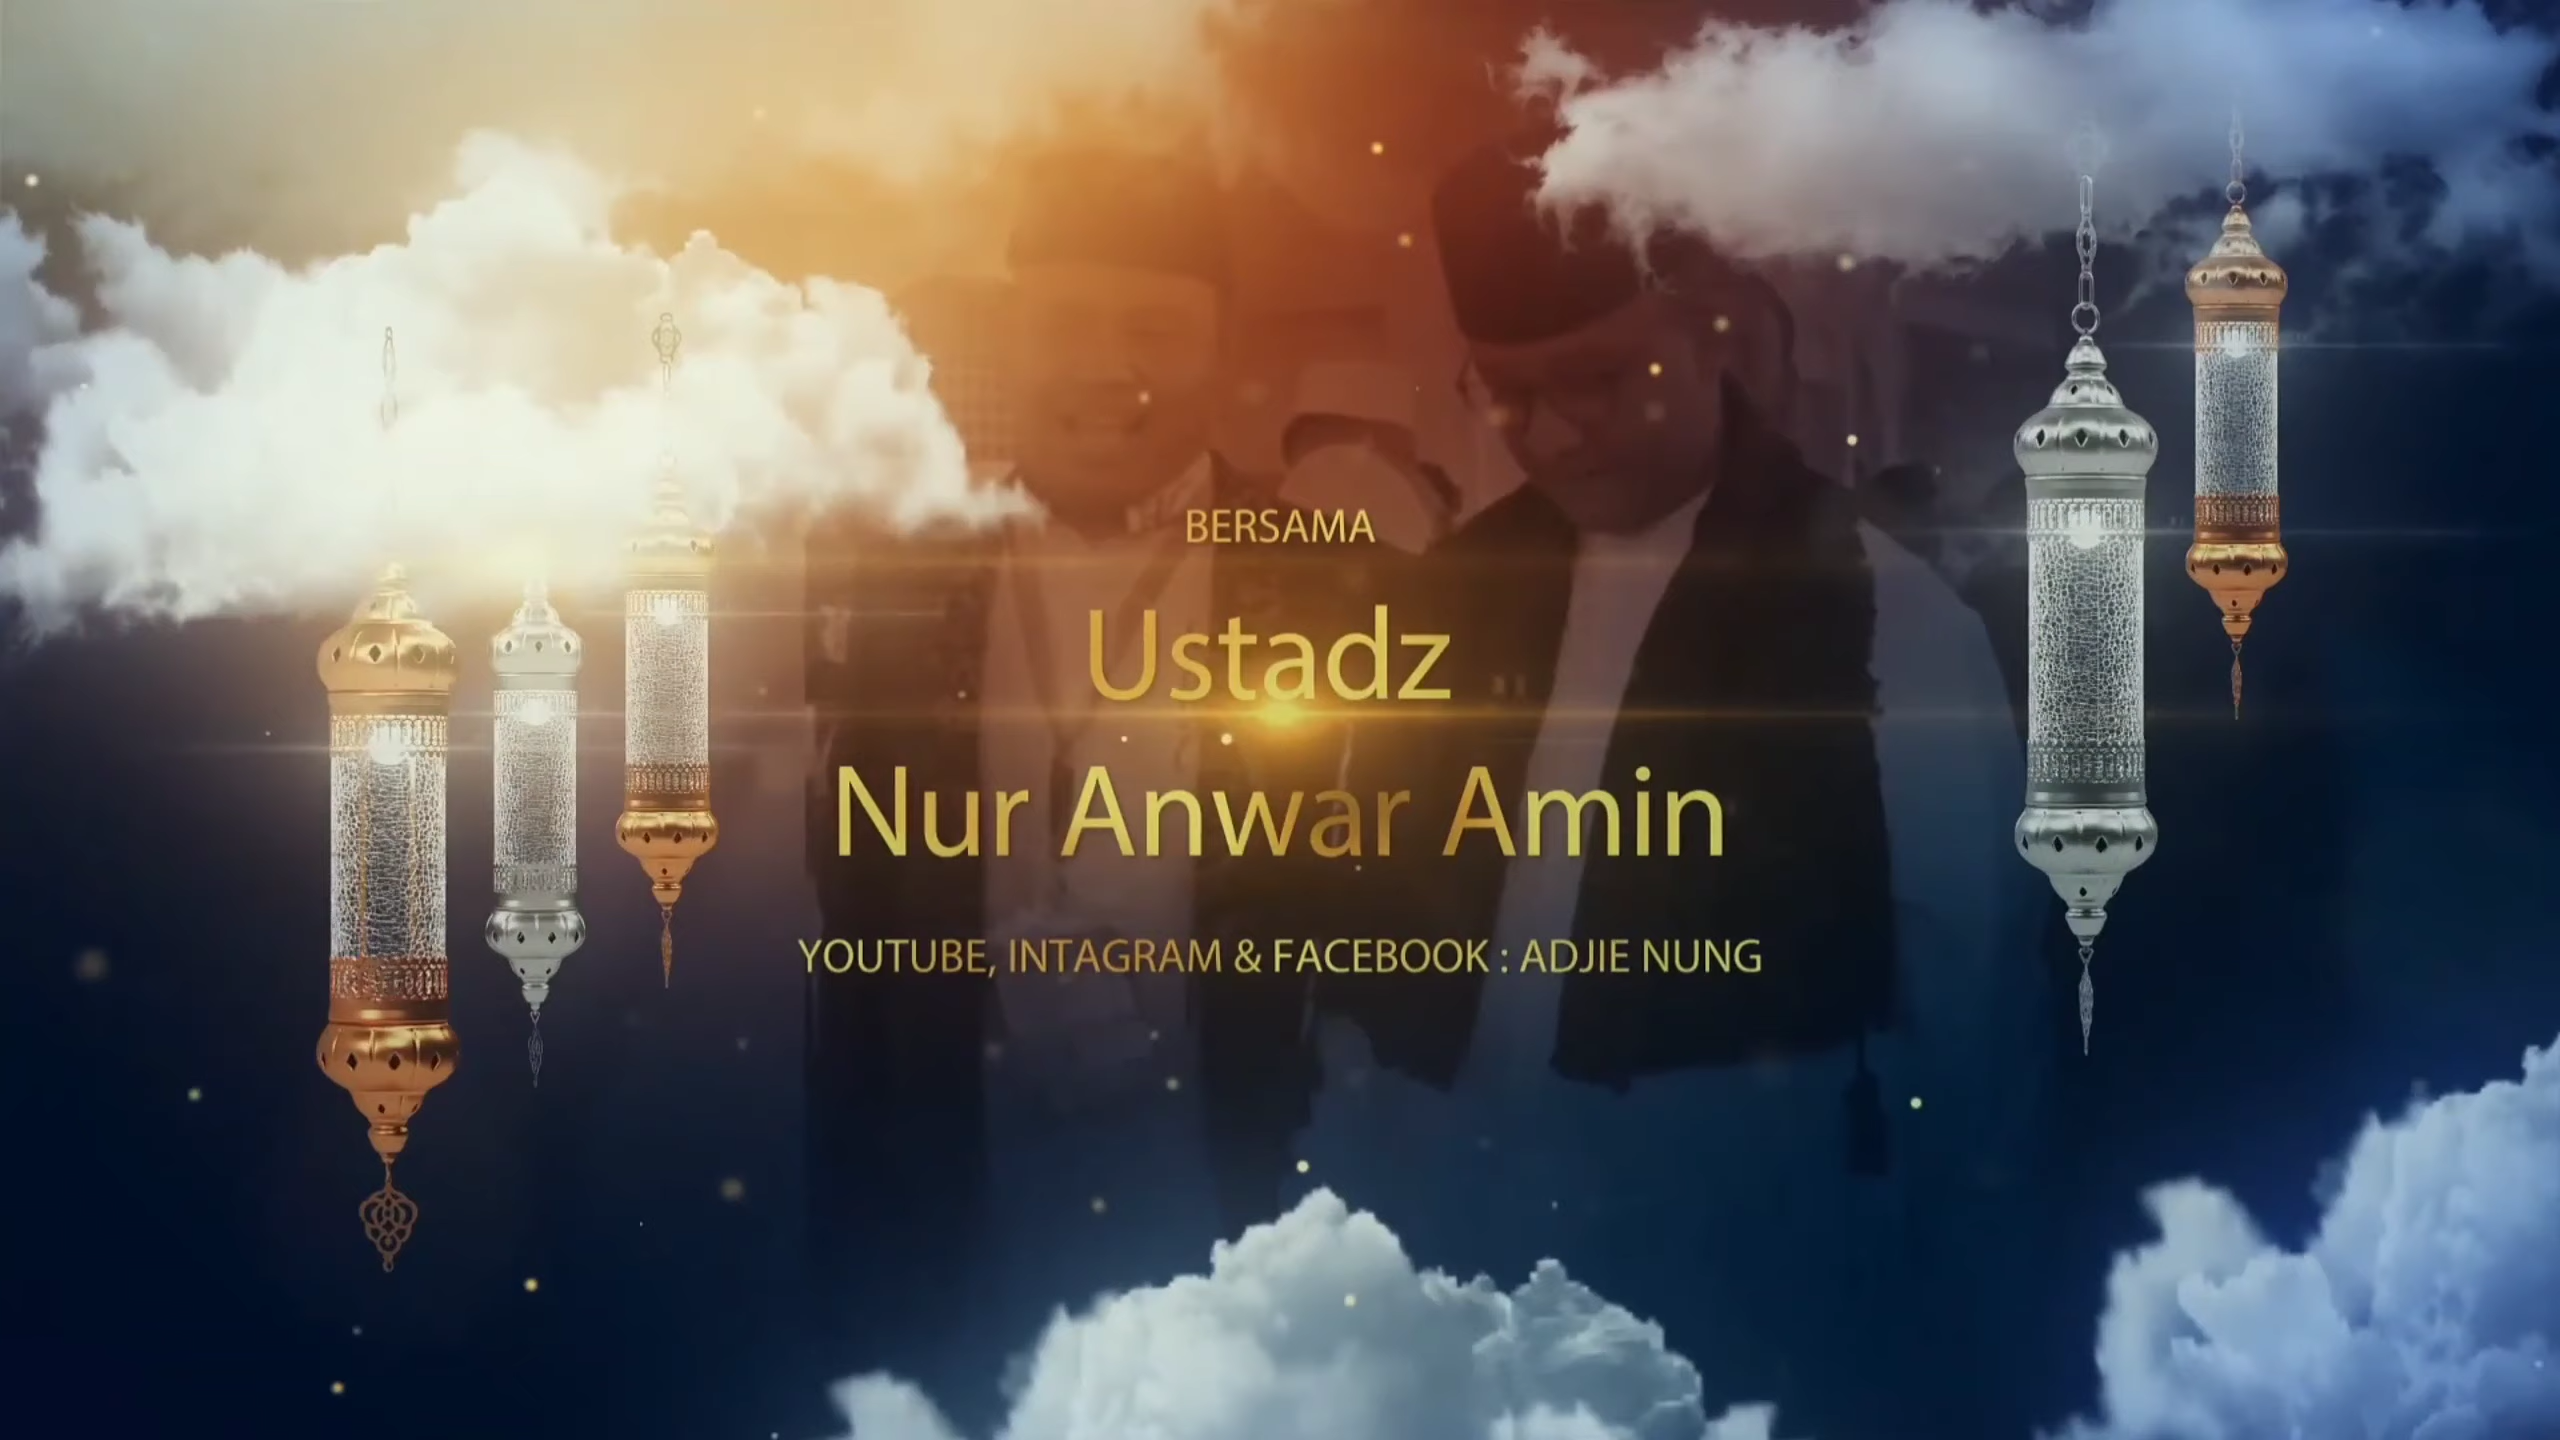 BERSAMA
Ustadz
Nur Anwar Amin
YOUTUBE, INTAGRAM & FACEBOOK : ADJIE NUNG